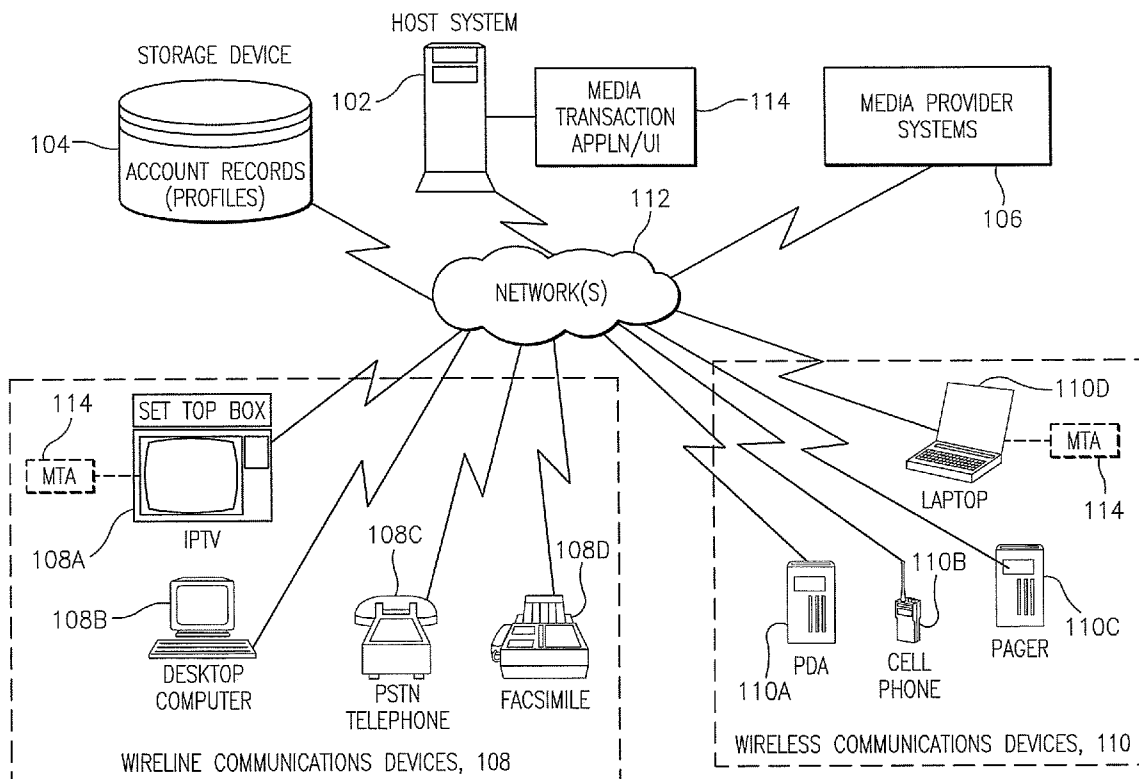 HOST SYSTEM
STORAGE DEVICE
102
MEDIA
TRANSACTION
APPLN/UI
114
MEDIA PROVIDER
SYSTEMS
104
ACCOUNT RECORDS
(PROFILES)
106
112
NETWORK(S)
114
SET TOP BOX
MTA
108A
IPTV
110D
MTA
LAPTOP
114
108B
DESKTOP
COMPUTER
108C
PSTN
TELEPHONE
108D
FACSIMILE
110A
PDA
110B
CELL
PHONE
110C
PAGER
WIRELINE COMMUNICATIONS DEVICES, 108
WIRELESS COMMUNICATIONS DEVICES, 110